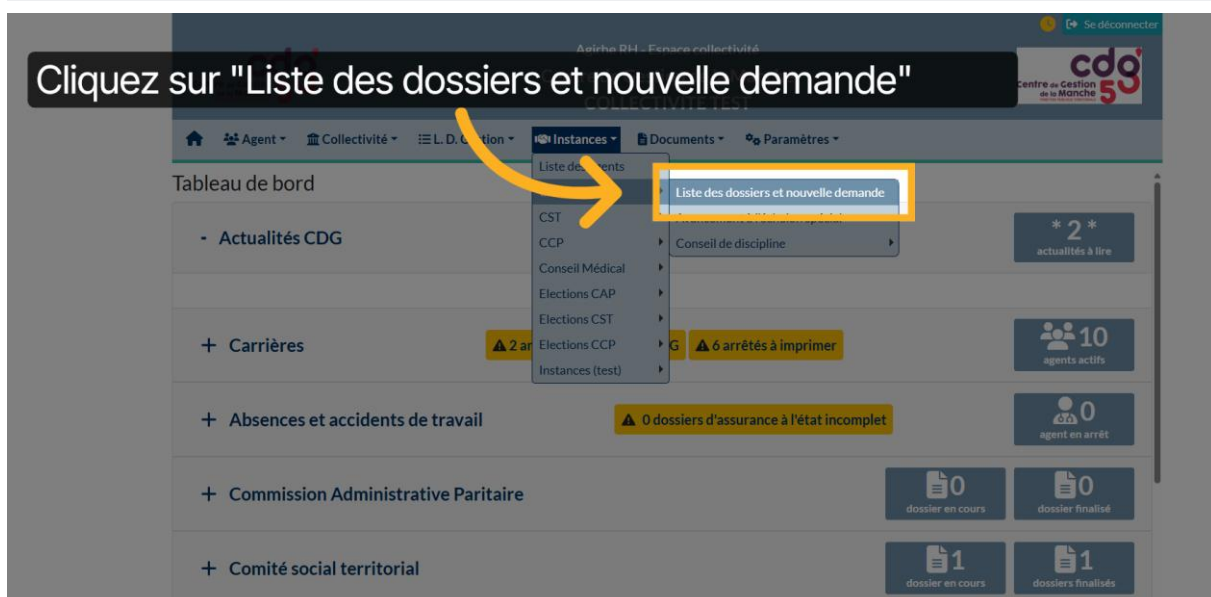 Se déconnecter
Agirhe RH - Espace collectivité
Cliquez sur "Liste des dossiers et nouvelle demande"
COLLECTIVITE TEST
cdg
Centre de Gestion
de la Manche
50
Agent
Collectivité
Instances
Documents
Paramètres
Tableau de bord
Liste des dossiers et nouvelle demande
CST
CCP
Conseil de discipline
Conseil Médical
Elections CAP
Elections CST
Elections CCP
Instances (test)
- Actualités CDG
* 2 *
actualités à lire
+ Carrières
6 arrêtés à imprimer
10
agents actifs
+ Absences et accidents de travail
0 dossiers d'assurance à l'état incomplet
0
agent en arrêt
+ Commission Administrative Paritaire
0
dossier en cours
0
dossier finalisé
+ Comité social territorial
1
dossier en cours
1
dossiers finalisés